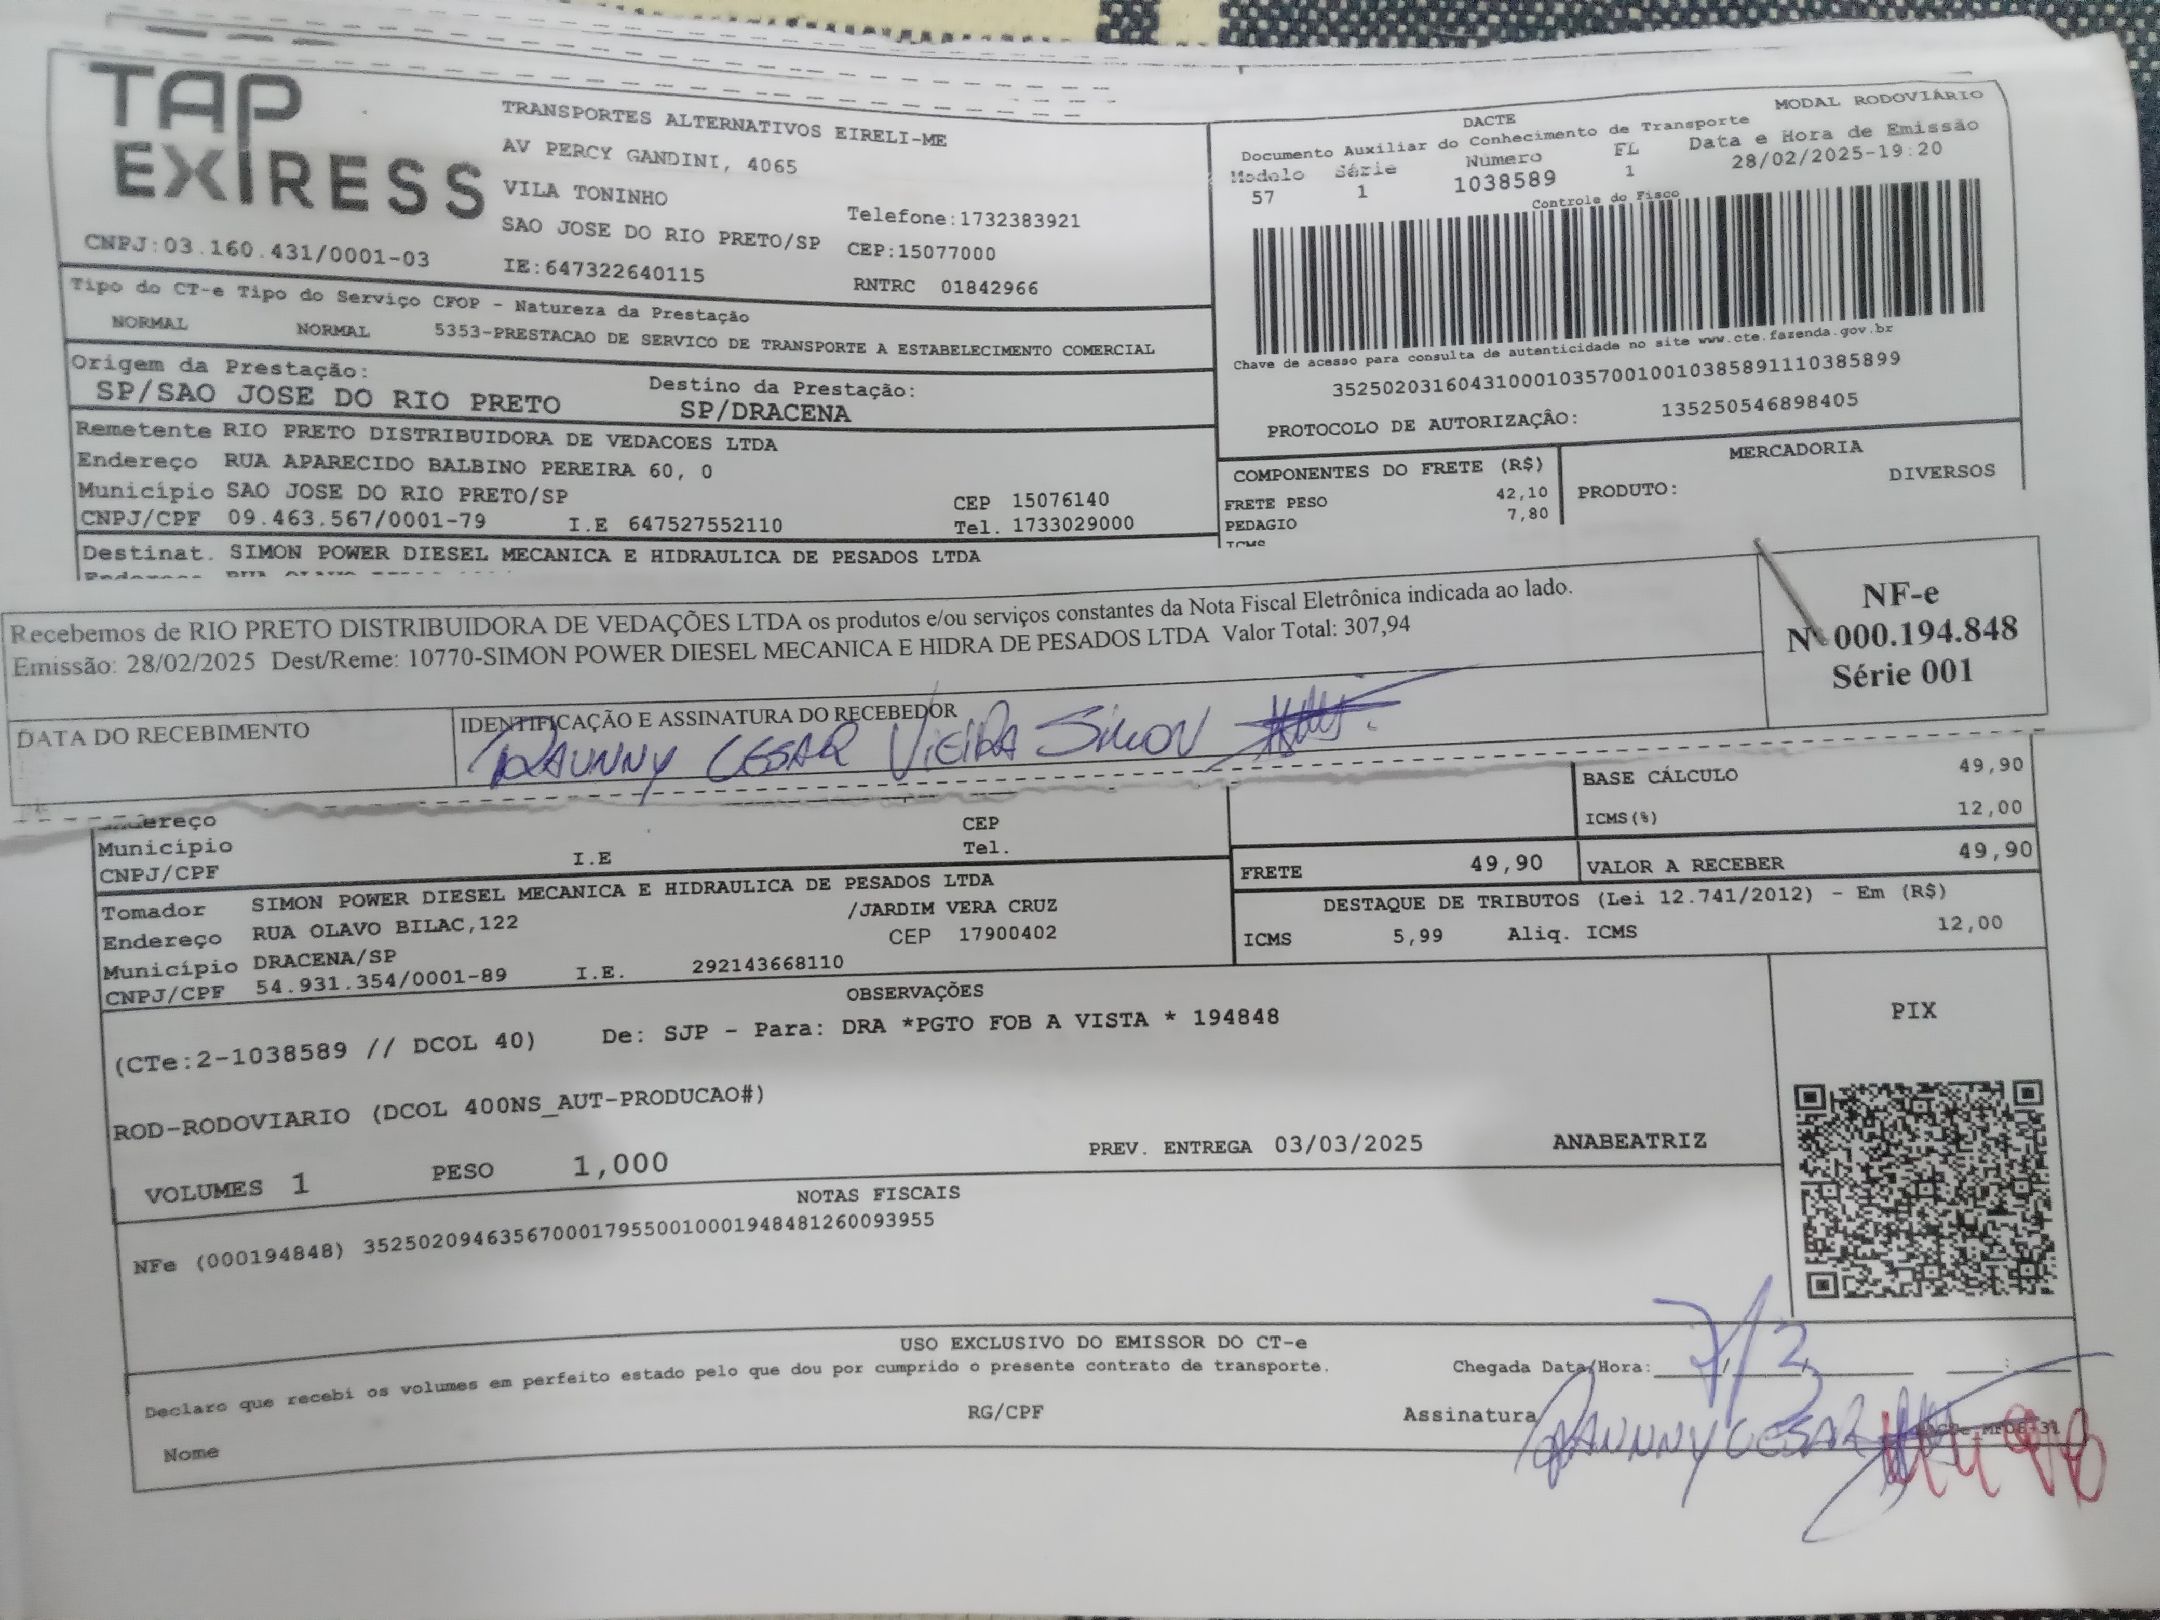 TAP
EXPRESS
TRANSPORTES ALTERNATIVOS EIRELI-ME
AV PERCY GANDINI, 4065
VILA TONINHO
SAO JOSE DO RIO PRETO/SP
Telefone:1732383921
CEP:15077000
CNPJ:03.160.431/0001-03
IE:647322640115
RNTRC 01842966
MODAL RODOVIÁRIO
DACTE
Documento Auxiliar do Conhecimento de Transporte
Modelo Série Numero FL Data e Hora de Emissão
57 1 1038589 1 28/02/2025-19:20
Controle do Fisco
Chave de acesso para consulta de autenticidade no site www.cte.fazenda.gov.br
35250203160431000103570010010385891110385899
PROTOCOLO DE AUTORIZAÇÃO: 135250546898405
Tipo do CT-e Tipo do Serviço CFOP - Natureza da Prestação
NORMAL NORMAL 5353-PRESTACAO DE SERVICO DE TRANSPORTE A ESTABELECIMENTO COMERCIAL
Origem da Prestação: Destino da Prestação:
SP/SAO JOSE DO RIO PRETO SP/DRACENA
Remetente RIO PRETO DISTRIBUIDORA DE VEDACOES LTDA
Endereço RUA APARECIDO BALBINO PEREIRA 60, 0
Município SAO JOSE DO RIO PRETO/SP CEP 15076140
CNPJ/CPF 09.463.567/0001-79 I.E 647527552110 Tel. 1733029000
Destinat. SIMON POWER DIESEL MECANICA E HIDRAULICA DE PESADOS LTDA
COMPONENTES DO FRETE (R$)
FRETE PESO 42,10
PEDAGIO 7,80
MERCADORIA
PRODUTO: DIVERSOS
Recebemos de RIO PRETO DISTRIBUIDORA DE VEDAÇÕES LTDA os produtos e/ou serviços constantes da Nota Fiscal Eletrônica indicada ao lado.
Emissão: 28/02/2025 Dest/Reme: 10770-SIMON POWER DIESEL MECANICA E HIDRA DE PESADOS LTDA Valor Total: 307,94
NF-e
Nº 000.194.848
Série 001
DATA DO RECEBIMENTO
IDENTIFICAÇÃO E ASSINATURA DO RECEBEDOR
RAUNNY CESAR VIEIRA SIMON
BASE CÁLCULO 49,90
ICMS(%) 12,00
CEP
Município Tel.
CNPJ/CPF I.E
FRETE 49,90 VALOR A RECEBER 49,90
Tomador SIMON POWER DIESEL MECANICA E HIDRAULICA DE PESADOS LTDA
Endereço RUA OLAVO BILAC,122 /JARDIM VERA CRUZ
Município DRACENA/SP CEP 17900402
CNPJ/CPF 54.931.354/0001-89 I.E. 292143668110
DESTAQUE DE TRIBUTOS (Lei 12.741/2012) - Em (R$)
ICMS 5,99 Aliq. ICMS 12,00
OBSERVAÇÕES
(CTe:2-1038589 // DCOL 40) De: SJP - Para: DRA *PGTO FOB A VISTA * 194848
ROD-RODOVIARIO (DCOL 400NS_AUT-PRODUCAO#)
VOLUMES 1 PESO 1,000 PREV. ENTREGA 03/03/2025 ANABEATRIZ
PIX
NOTAS FISCAIS
NFe (000194848) 35250209463567000179550010001948481260093955
USO EXCLUSIVO DO EMISSOR DO CT-e
Declaro que recebi os volumes em perfeito estado pelo que dou por cumprido o presente contrato de transporte.
Chegada Data/Hora: 7/3
Nome RG/CPF Assinatura RAUNNY CESAR